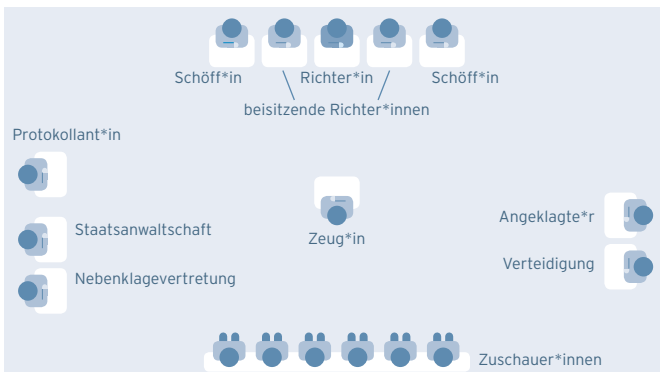 Schöff*in Richter*in Schöff*in
beisitzende Richter*innen
Protokollant*in
Staatsanwaltschaft
Nebenklagevertretung
Zeug*in
Angeklagte*r
Verteidigung
Zuschauer*innen